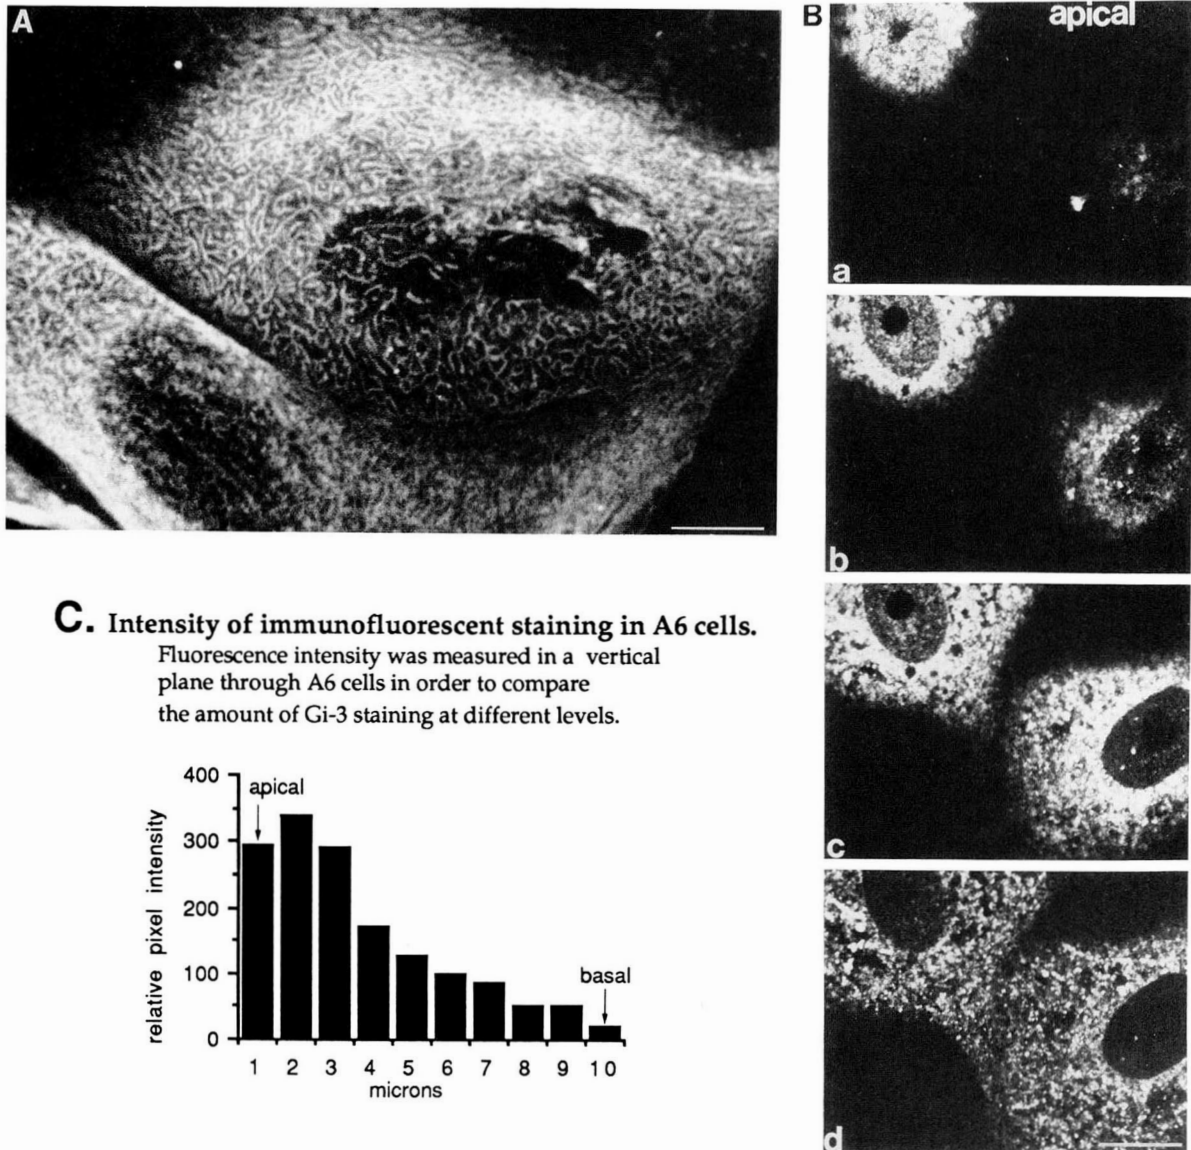 A
B
apical
a
b
c
d
C. Intensity of immunofluorescent staining in A6 cells.
Fluorescence intensity was measured in a vertical
plane through A6 cells in order to compare
the amount of Gi-3 staining at different levels.
relative pixel intensity
400
300
200
100
0
apical
basal
1 2 3 4 5 6 7 8 9 10
microns